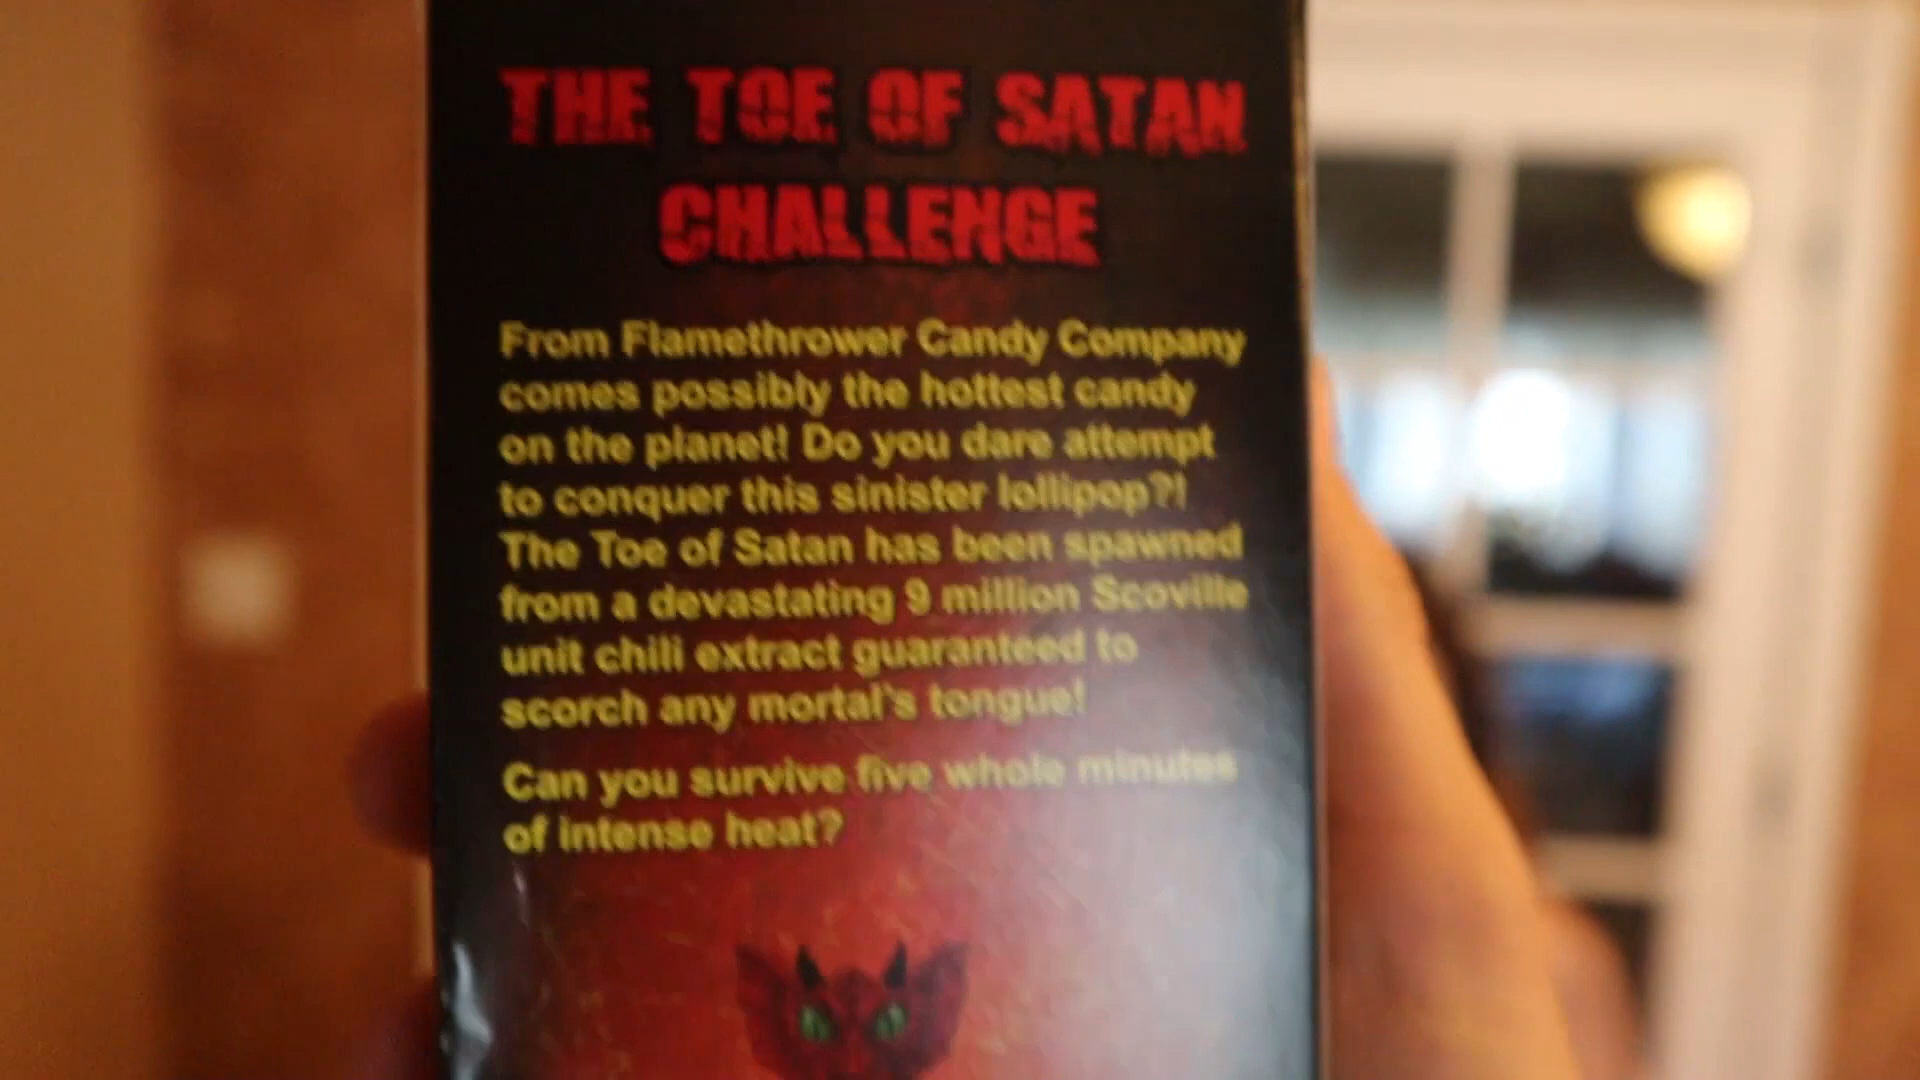 THE TOE OF SATAN
CHALLENGE
From Flamethrower Candy Company
comes possibly the hottest candy
on the planet! Do you dare attempt
to conquer this sinister lollipop?!
The Toe of Satan has been spawned
from a devastating 9 million Scoville
unit chili extract guaranteed to
scorch any mortal's tongue!
Can you survive five whole minutes
of intense heat?